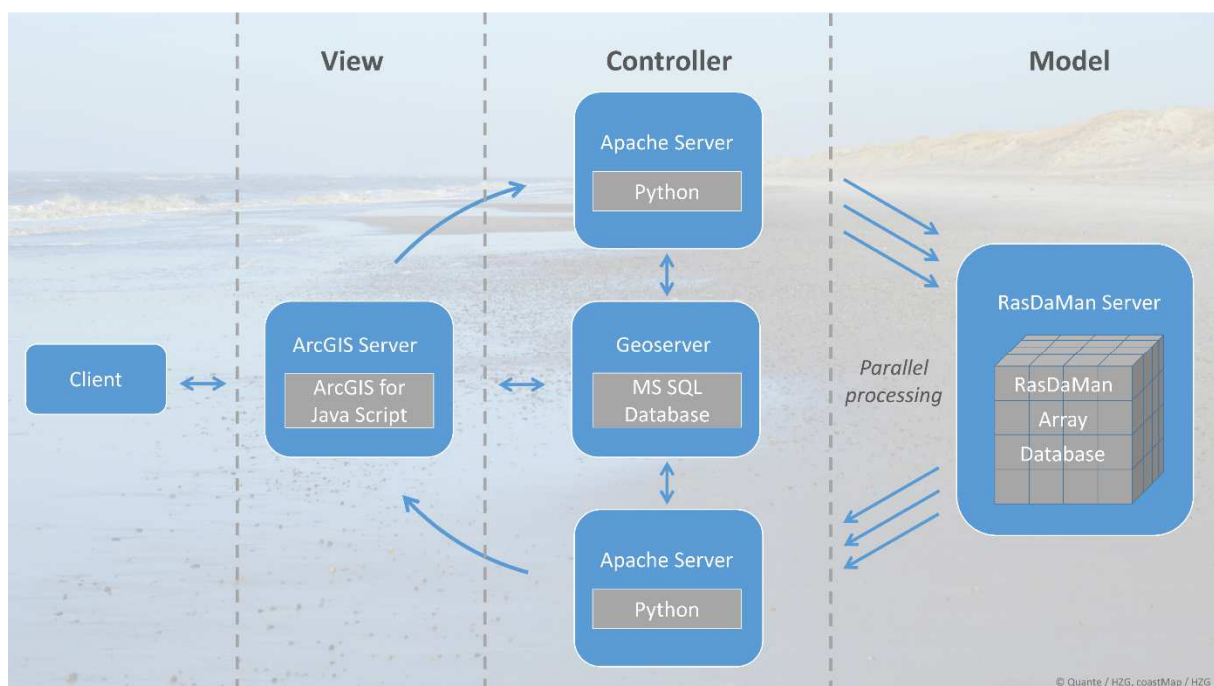 View
Controller
Model
Apache Server
Python
RasDaMan Server
RasDaMan
Array
Database
ArcGIS Server
ArcGIS for
Java Script
Geoserver
MS SQL
Database
Client
Parallel
processing
Apache Server
Python
© Quante / HZG, coastMap / HZG